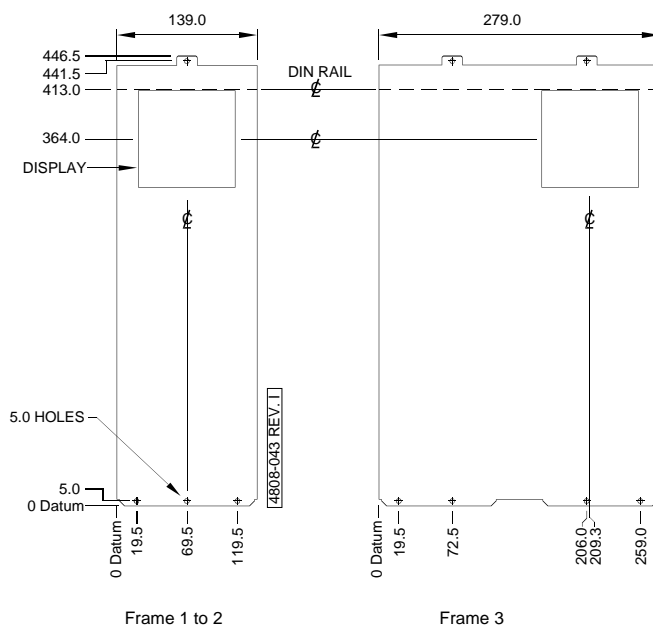 139.0
279.0
446.5
441.5
413.0
DIN RAIL
℄
364.0
℄
DISPLAY
℄
℄
5.0 HOLES
4808-043 REV. I
5.0
0 Datum
0 Datum
19.5
69.5
119.5
0 Datum
19.5
72.5
206.0
209.3
259.0
Frame 1 to 2
Frame 3